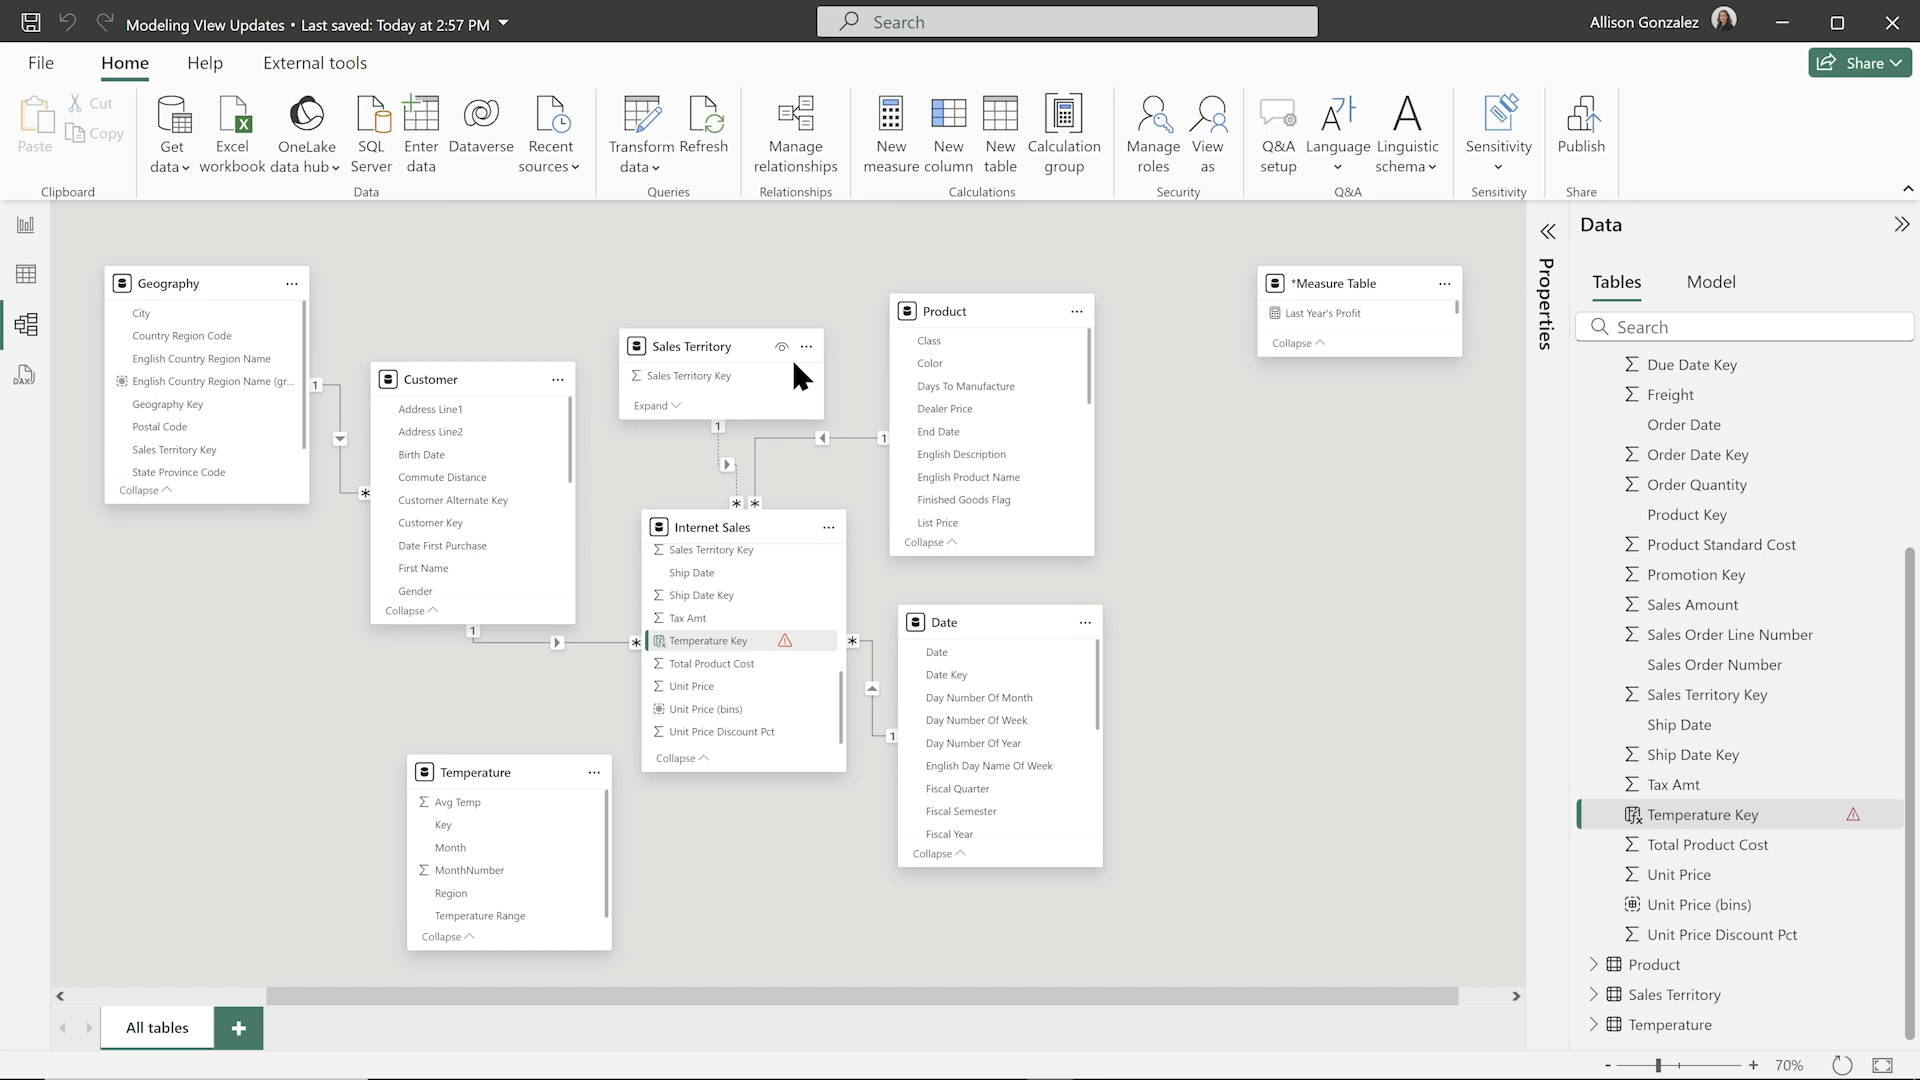 Modeling VIew Updates • Last saved: Today at 2:57 PM
Search
Allison Gonzalez
File
Home
Help
External tools
Share
Paste
Cut
Copy
Clipboard
Get
data
Excel
workbook
OneLake
data hub
SQL
Server
Enter
data
Dataverse
Recent
sources
Data
Transform
data
Refresh
Queries
Manage
relationships
Relationships
New
measure
New
column
New
table
Calculation
group
Calculations
Manage
roles
View
as
Security
Q&A
setup
Language
Linguistic
schema
Q&A
Sensitivity
Sensitivity
Publish
Share
DAX
Geography
City
Country Region Code
English Country Region Name
English Country Region Name (gr...
Geography Key
Postal Code
Sales Territory Key
State Province Code
Collapse
1
*
Customer
Address Line1
Address Line2
Birth Date
Commute Distance
Customer Alternate Key
Customer Key
Date First Purchase
First Name
Gender
Collapse
1
*
Sales Territory
Sales Territory Key
Expand
1
*
Product
Class
Color
Days To Manufacture
Dealer Price
End Date
English Description
English Product Name
Finished Goods Flag
List Price
Collapse
1
*
*Measure Table
Last Year's Profit
Collapse
Internet Sales
Sales Territory Key
Ship Date
Ship Date Key
Tax Amt
Temperature Key
Total Product Cost
Unit Price
Unit Price (bins)
Unit Price Discount Pct
Collapse
*
1
Date
Date
Date Key
Day Number Of Month
Day Number Of Week
Day Number Of Year
English Day Name Of Week
Fiscal Quarter
Fiscal Semester
Fiscal Year
Collapse
Temperature
Avg Temp
Key
Month
MonthNumber
Region
Temperature Range
Collapse
All tables
+
Properties
Data
Tables
Model
Search
Due Date Key
Freight
Order Date
Order Date Key
Order Quantity
Product Key
Product Standard Cost
Promotion Key
Sales Amount
Sales Order Line Number
Sales Order Number
Sales Territory Key
Ship Date
Ship Date Key
Tax Amt
Temperature Key
Total Product Cost
Unit Price
Unit Price (bins)
Unit Price Discount Pct
Product
Sales Territory
Temperature
- + 70%